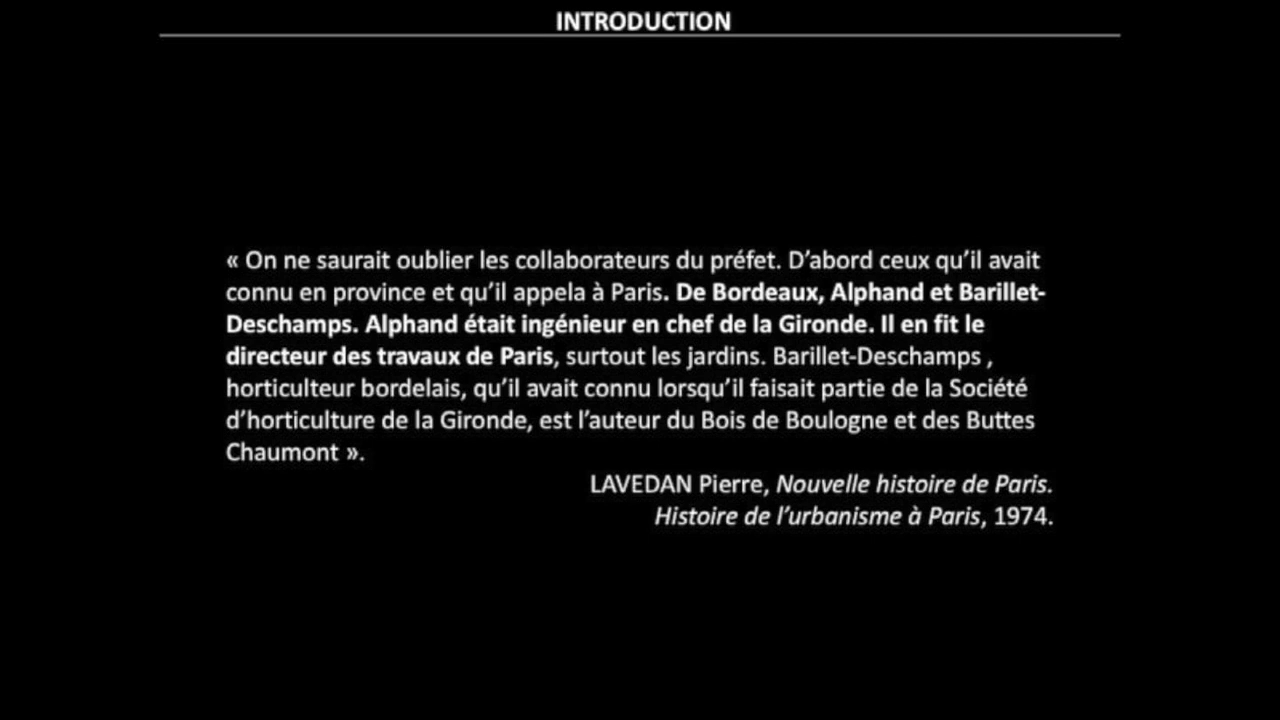 INTRODUCTION
« On ne saurait oublier les collaborateurs du préfet. D’abord ceux qu’il avait
connu en province et qu’il appela à Paris. De Bordeaux, Alphand et Barillet-
Deschamps. Alphand était ingénieur en chef de la Gironde. Il en fit le
directeur des travaux de Paris, surtout les jardins. Barillet-Deschamps ,
horticulteur bordelais, qu’il avait connu lorsqu’il faisait partie de la Société
d’horticulture de la Gironde, est l’auteur du Bois de Boulogne et des Buttes
Chaumont ».
LAVEDAN Pierre, Nouvelle histoire de Paris.
Histoire de l’urbanisme à Paris, 1974.